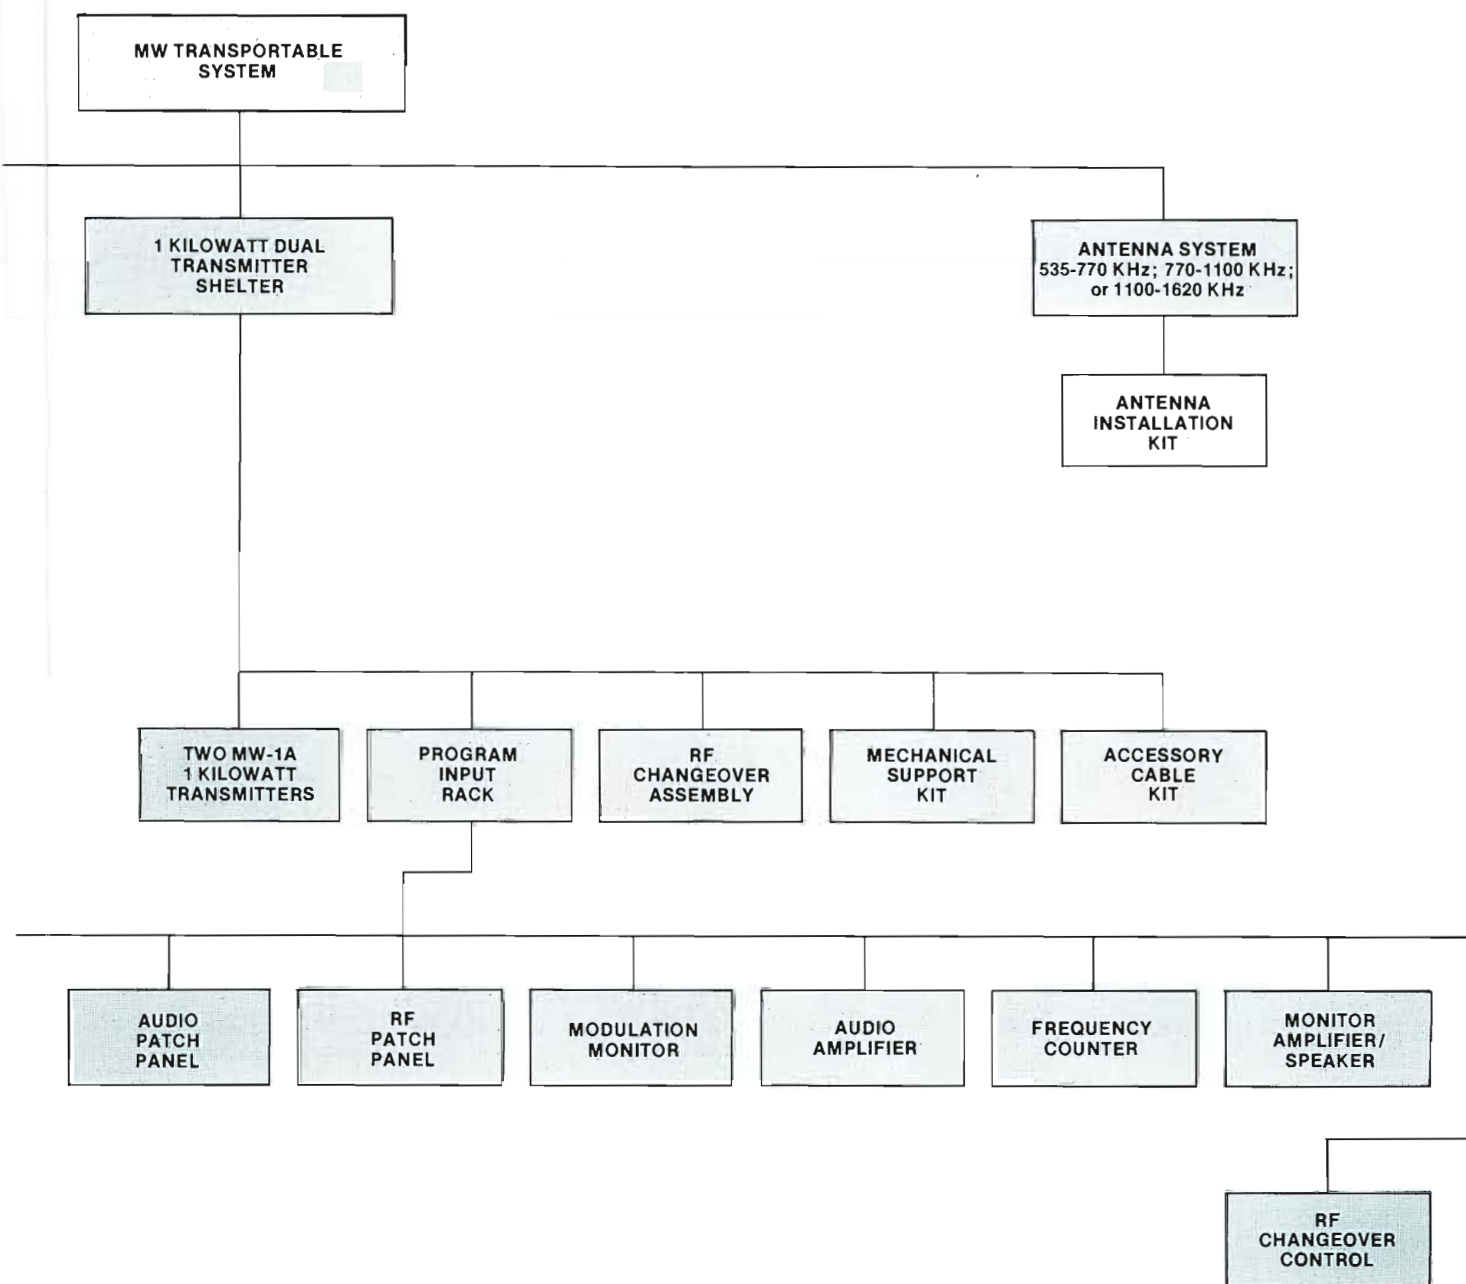 MW TRANSPORTABLE
SYSTEM
1 KILOWATT DUAL
TRANSMITTER
SHELTER
ANTENNA SYSTEM
535-770 KHz; 770-1100 KHz;
or 1100-1620 KHz
ANTENNA
INSTALLATION
KIT
TWO MW-1A
1 KILOWATT
TRANSMITTERS
PROGRAM
INPUT
RACK
RF
CHANGEOVER
ASSEMBLY
MECHANICAL
SUPPORT
KIT
ACCESSORY
CABLE
KIT
AUDIO
PATCH
PANEL
RF
PATCH
PANEL
MODULATION
MONITOR
AUDIO
AMPLIFIER
FREQUENCY
COUNTER
MONITOR
AMPLIFIER/
SPEAKER
RF
CHANGEOVER
CONTROL